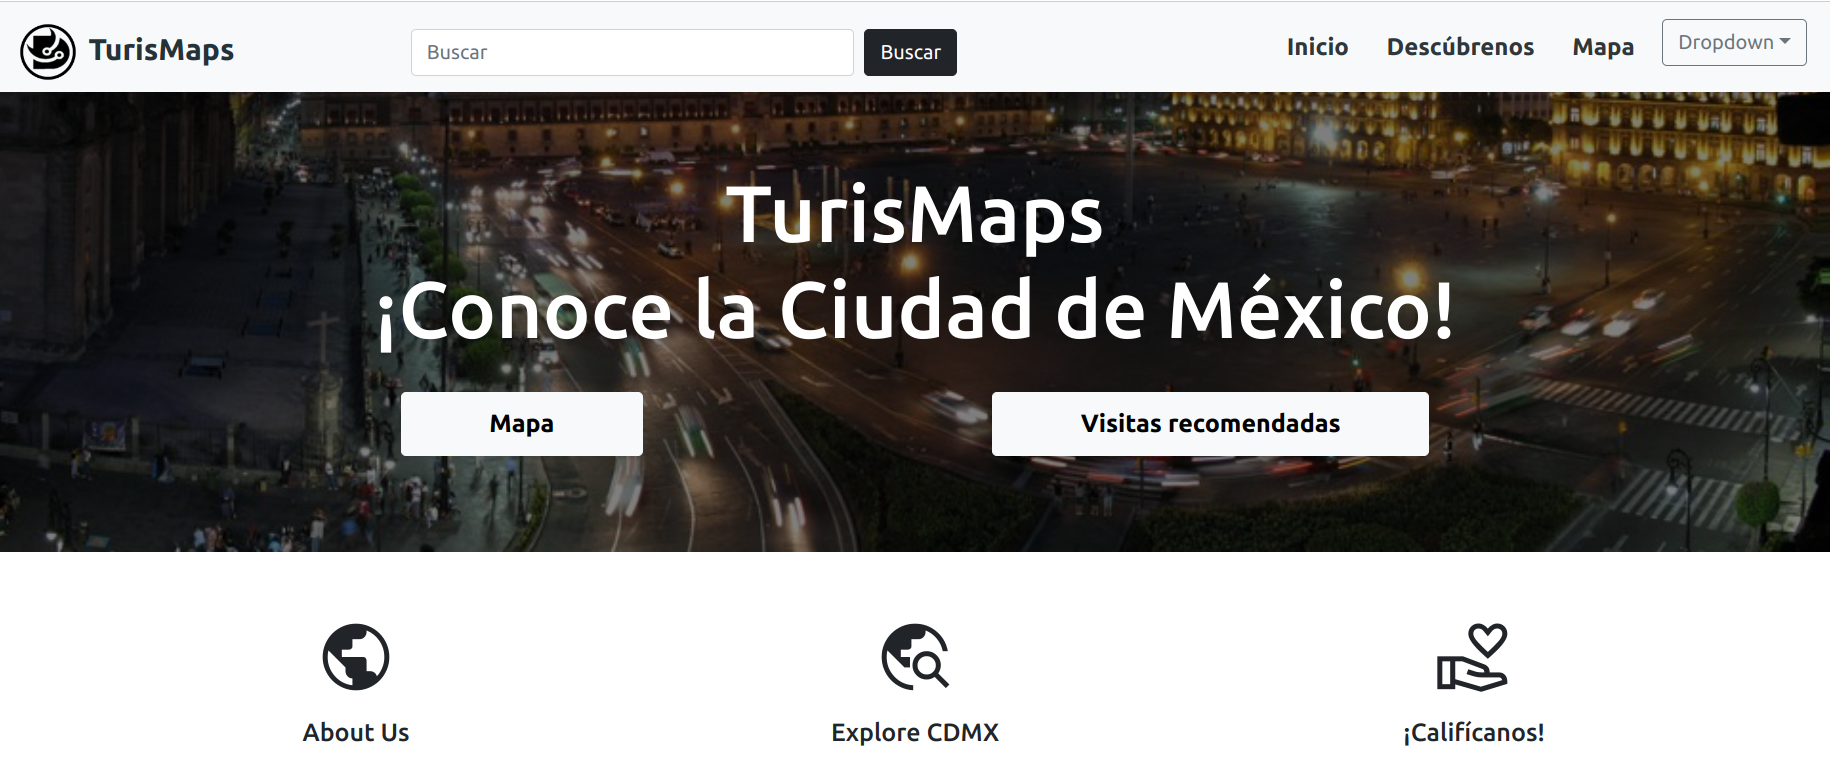 TurisMaps
Buscar
Buscar
Inicio
Descúbrenos
Mapa
Dropdown
TurisMaps
¡Conoce la Ciudad de México!
Mapa
Visitas recomendadas
About Us
Explore CDMX
¡Califícanos!